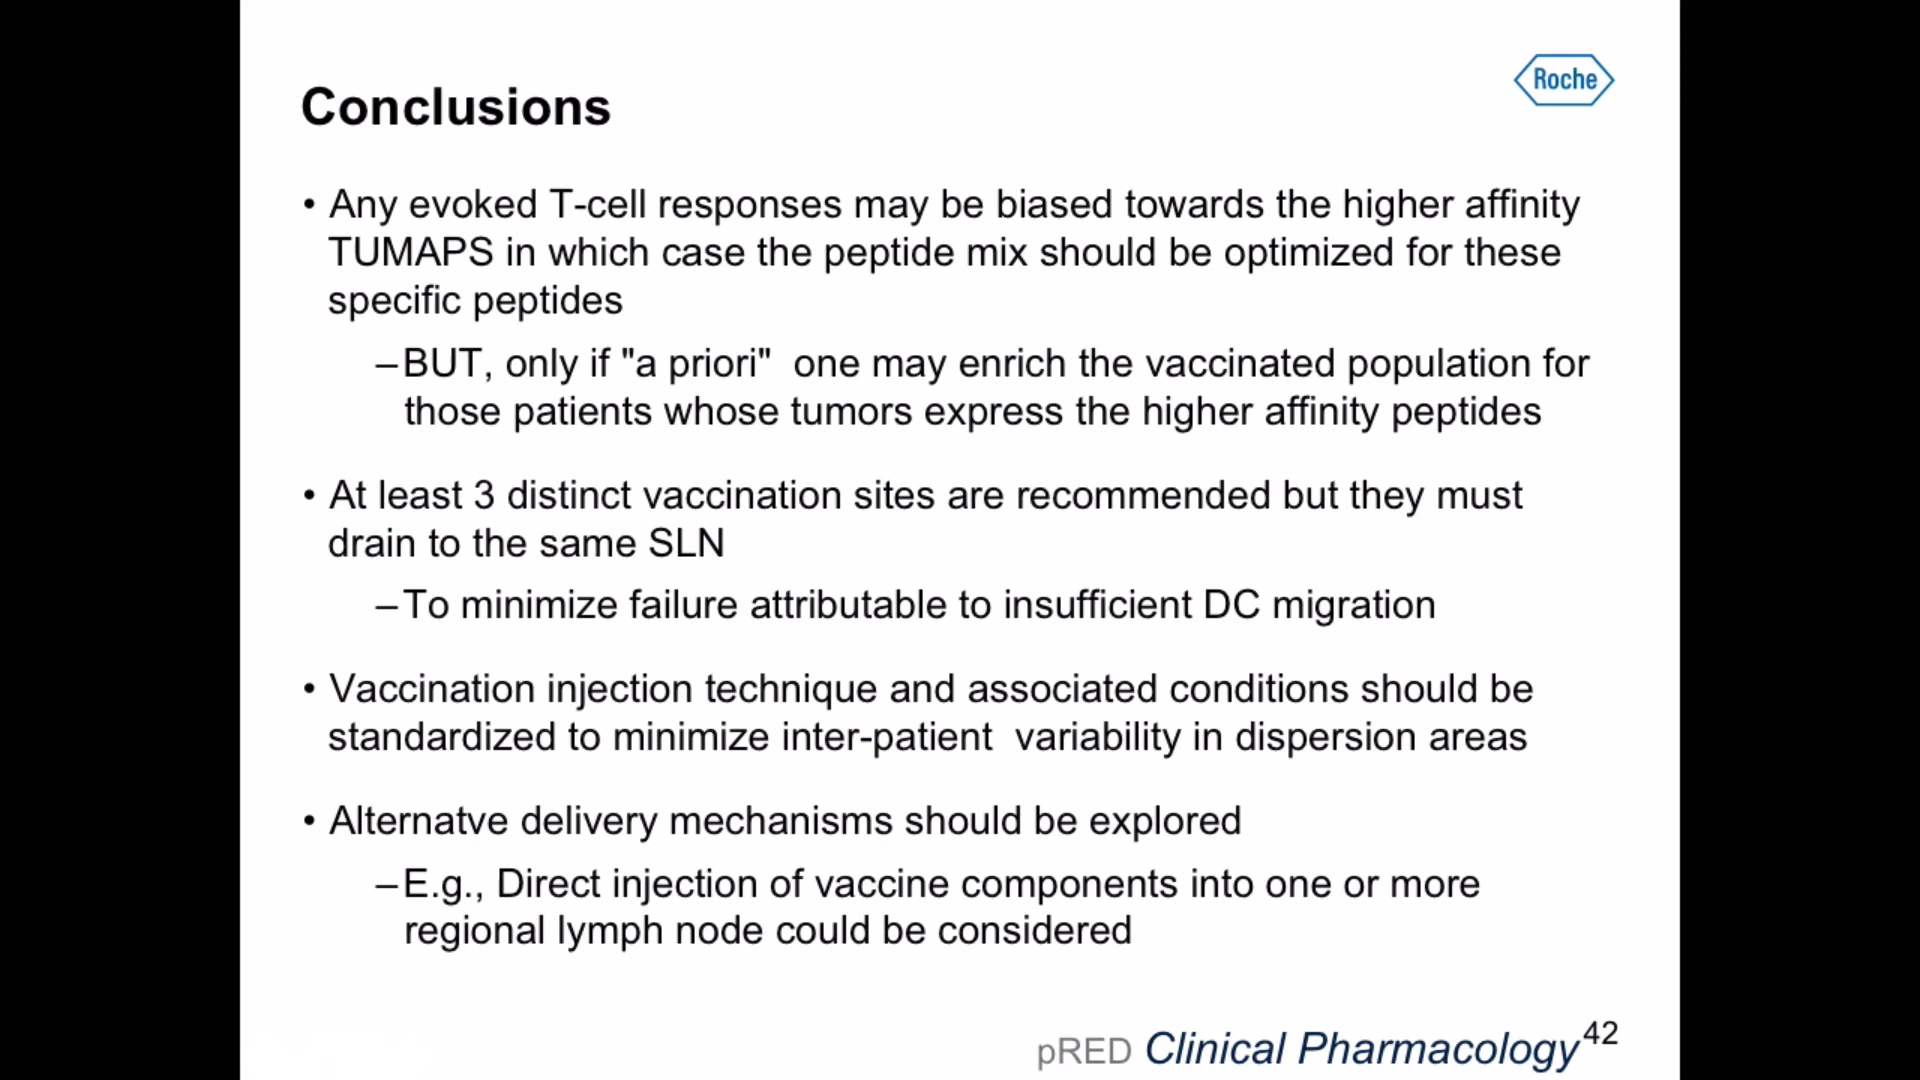 Roche
Conclusions
• Any evoked T-cell responses may be biased towards the higher affinity
TUMAPS in which case the peptide mix should be optimized for these
specific peptides
–BUT, only if "a priori"  one may enrich the vaccinated population for
those patients whose tumors express the higher affinity peptides
• At least 3 distinct vaccination sites are recommended but they must
drain to the same SLN
–To minimize failure attributable to insufficient DC migration
• Vaccination injection technique and associated conditions should be
standardized to minimize inter-patient  variability in dispersion areas
• Alternatve delivery mechanisms should be explored
–E.g., Direct injection of vaccine components into one or more
regional lymph node could be considered
pRED Clinical Pharmacology 42